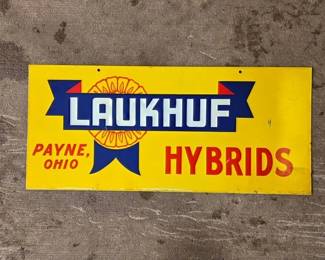 LAUKHUF
PAYNE,
OHIO
HYBRIDS